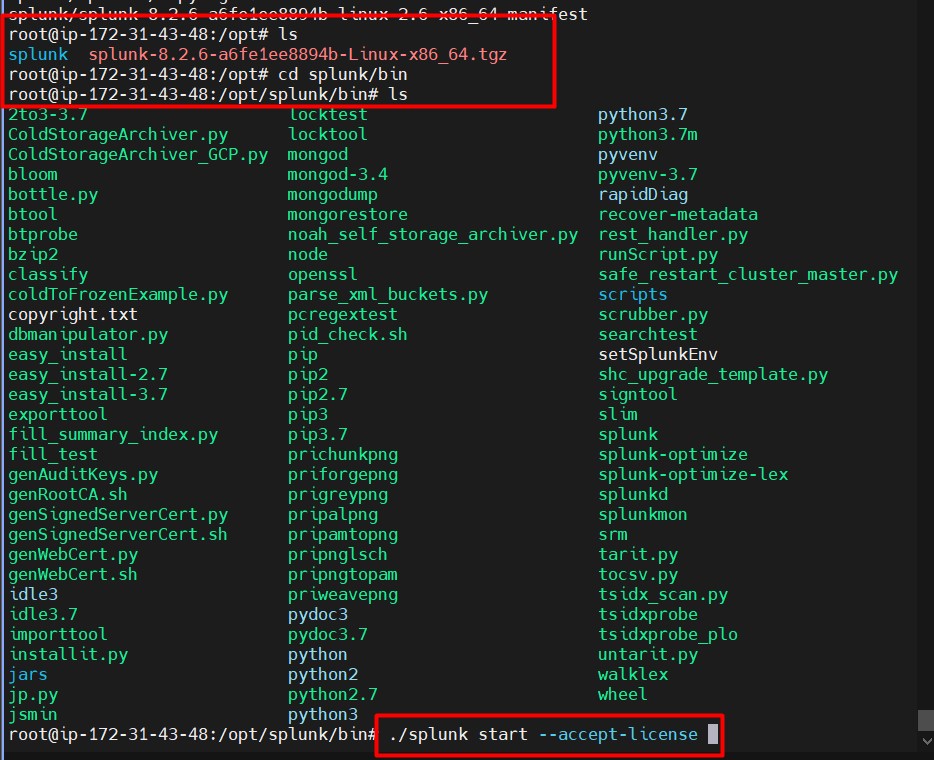 splunk/splunk-8.2.6-a6fe1ee8894b-linux-2.6-x86_64-manifest
root@ip-172-31-43-48:/opt# ls
splunk  splunk-8.2.6-a6fe1ee8894b-Linux-x86_64.tgz
root@ip-172-31-43-48:/opt# cd splunk/bin
root@ip-172-31-43-48:/opt/splunk/bin# ls
2to3-3.7 locktest python3.7
ColdStorageArchiver.py locktool python3.7m
ColdStorageArchiver_GCP.py mongod pyvenv
bloom mongod-3.4 pyvenv-3.7
bottle.py mongodump rapidDiag
btool mongorestore recover-metadata
btprobe noah_self_storage_archiver.py rest_handler.py
bzip2 node runScript.py
classify openssl safe_restart_cluster_master.py
coldToFrozenExample.py parse_xml_buckets.py scripts
copyright.txt pcregextest scrubber.py
dbmanipulator.py pid_check.sh searchtest
easy_install pip setSplunkEnv
easy_install-2.7 pip2 shc_upgrade_template.py
easy_install-3.7 pip2.7 signtool
exporttool pip3 slim
fill_summary_index.py pip3.7 splunk
fill_test prichunkpng splunk-optimize
genAuditKeys.py priforgepng splunk-optimize-lex
genRootCA.sh prigreypng splunkd
genSignedServerCert.py pripalpng splunkmon
genSignedServerCert.sh pripamtopng srm
genWebCert.py pripnglsch tarit.py
genWebCert.sh pripngtopam tocsv.py
idle3 priweavepng tsidx_scan.py
idle3.7 pydoc3 tsidxprobe
importtool pydoc3.7 tsidxprobe_plo
installit.py python untarit.py
jars python2 walklex
jp.py python2.7 wheel
jsmin python3
root@ip-172-31-43-48:/opt/splunk/bin# ./splunk start --accept-license